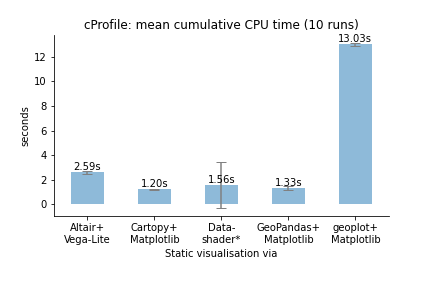 cProfile: mean cumulative CPU time (10 runs)
13.03s
12
10
8
6
4
2
0
seconds
2.59s
1.20s
1.56s
1.33s
Altair+
Vega-Lite
Cartopy+
Matplotlib
Data-
shader*
GeoPandas+
Matplotlib
geoplot+
Matplotlib
Static visualisation via